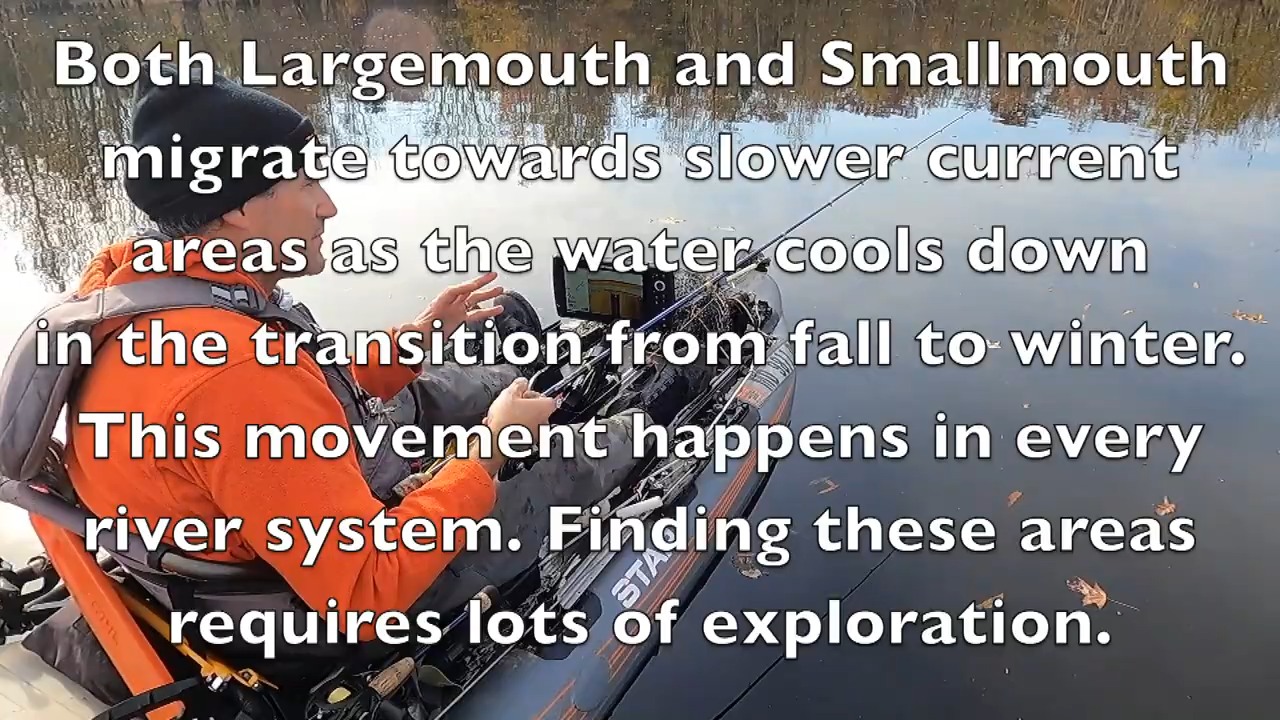 Both Largemouth and Smallmouth
migrate towards slower current
areas as the water cools down
in the transition from fall to winter.
This movement happens in every
river system. Finding these areas
requires lots of exploration.